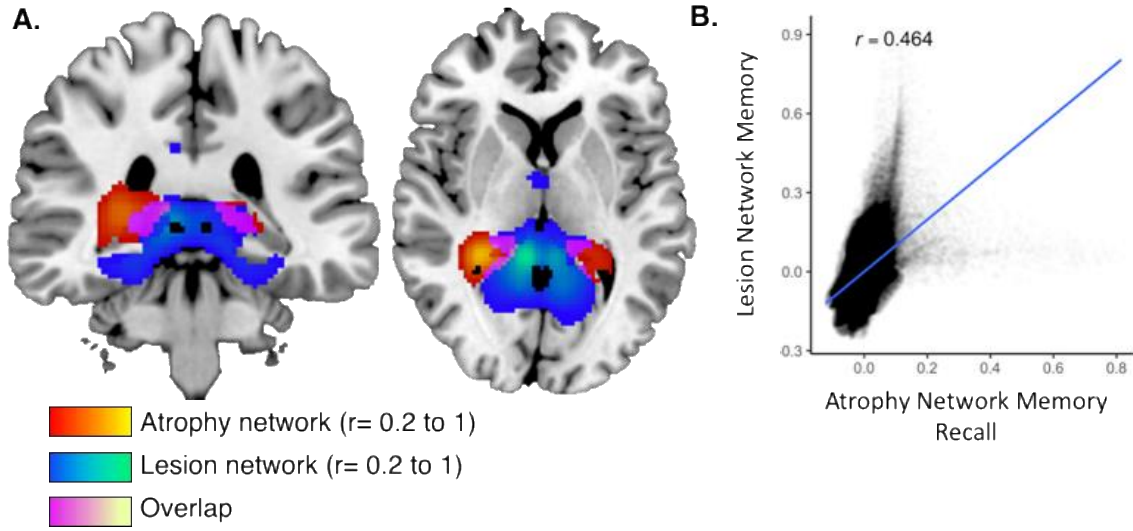 A.
Atrophy network (r= 0.2 to 1)
Lesion network (r= 0.2 to 1)
Overlap
B.
r = 0.464
Lesion Network Memory
0.9
0.6
0.3
0.0
0.3
0.0
0.2
0.4
0.6
0.8
Atrophy Network Memory
Recall